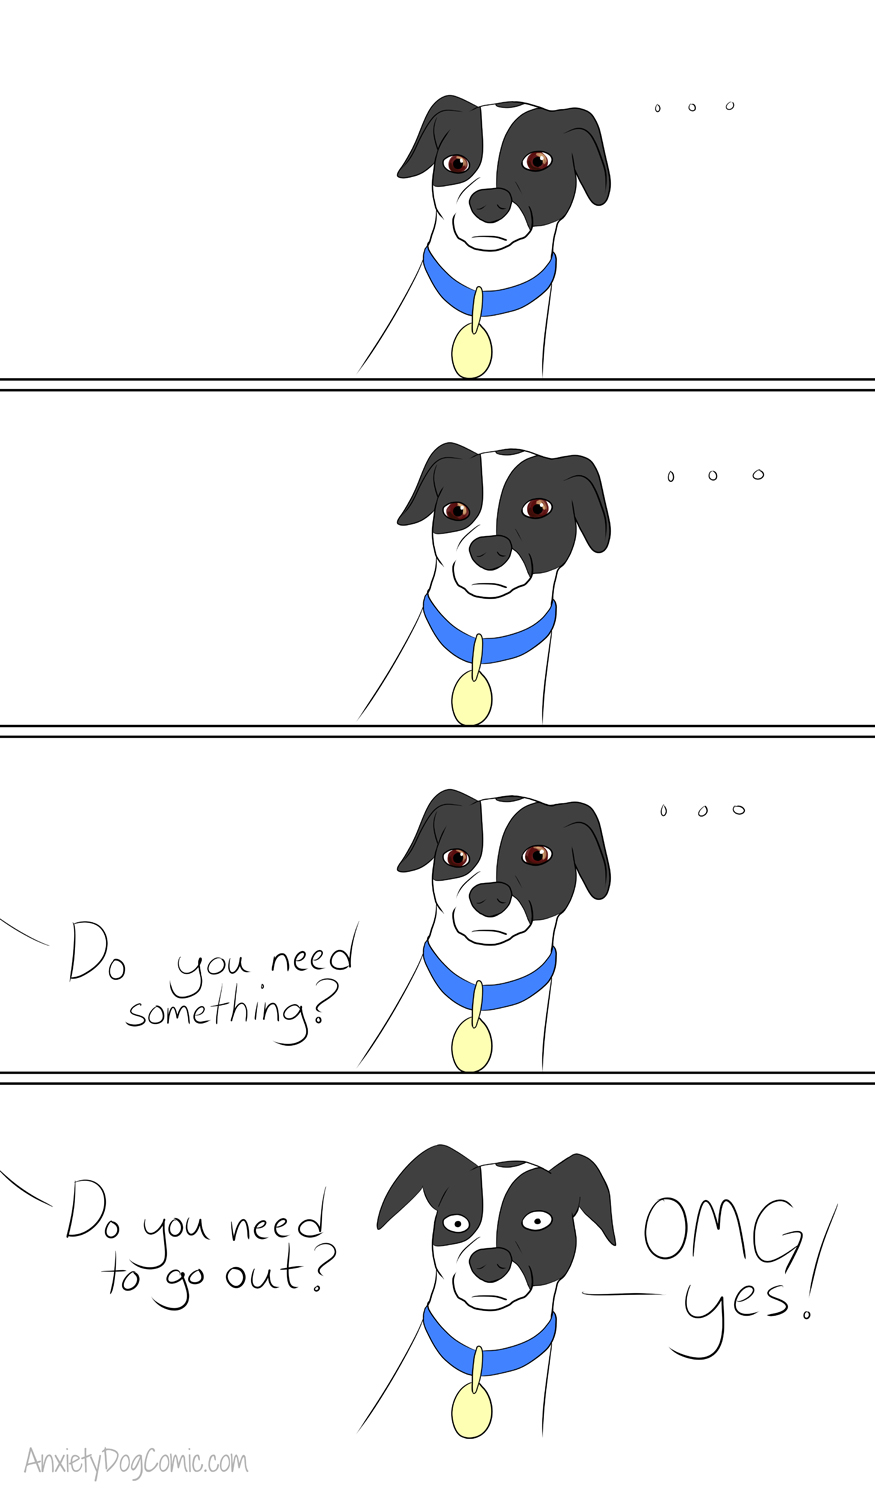 . . .
. . .
. . .
Do you need
something?
Do you need
to go out?
OMG
yes!
AnxietyDogComic.com